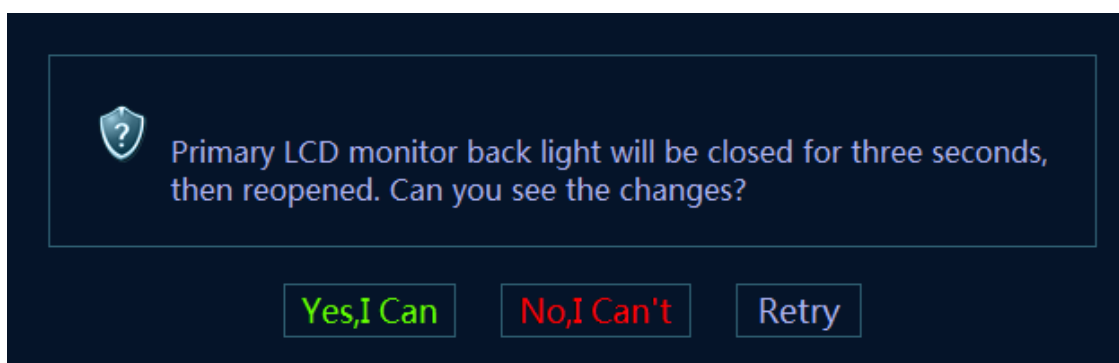 ?
Primary LCD monitor back light will be closed for three seconds,
then reopened. Can you see the changes?
Yes,I Can
No,I Can't
Retry